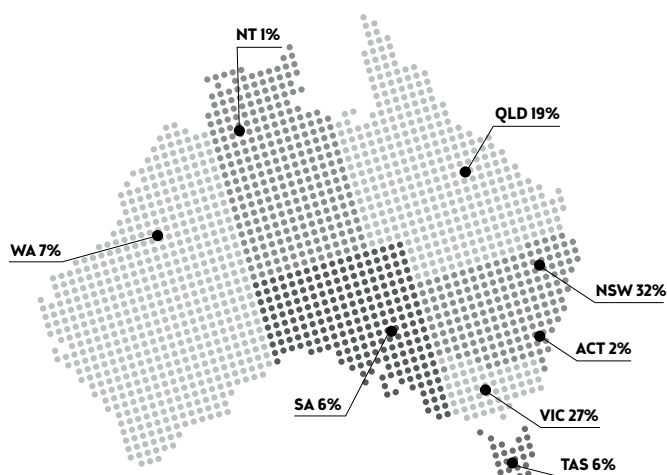 NT 1%
QLD 19%
WA 7%
NSW 32%
ACT 2%
SA 6%
VIC 27%
TAS 6%